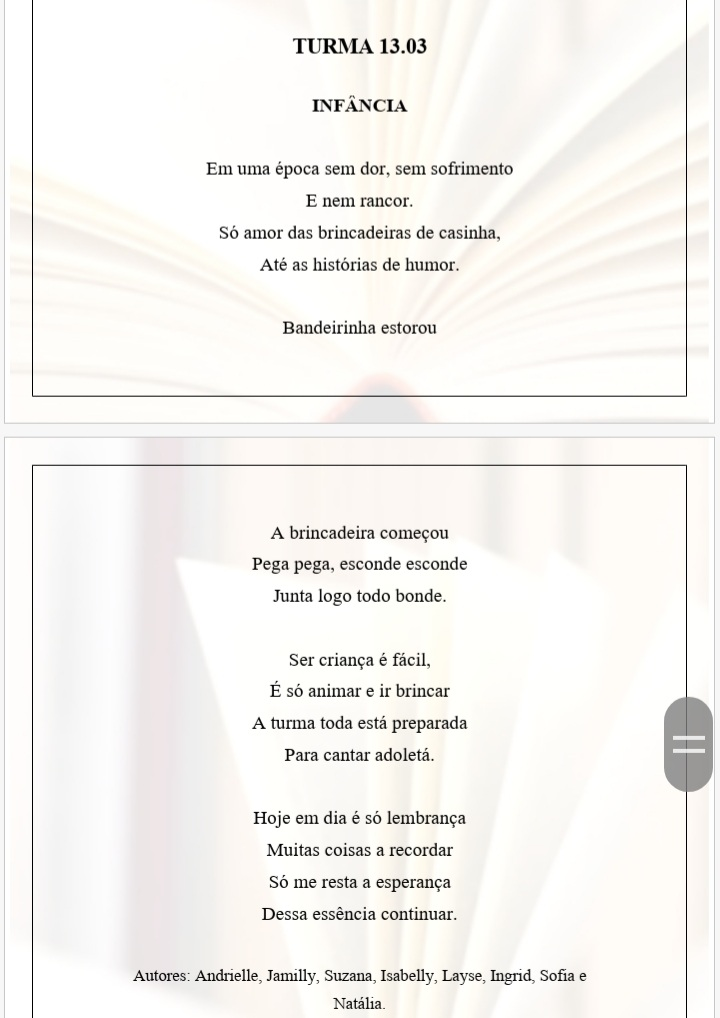 TURMA 13.03
INFÂNCIA
Em uma época sem dor, sem sofrimento
E nem rancor.
Só amor das brincadeiras de casinha,
Até as histórias de humor.
Bandeirinha estorou
A brincadeira começou
Pega pega, esconde esconde
Junta logo todo bonde.
Ser criança é fácil,
É só animar e ir brincar
A turma toda está preparada
Para cantar adoletá.
Hoje em dia é só lembrança
Muitas coisas a recordar
Só me resta a esperança
Dessa essência continuar.
Autores: Andrielle, Jamilly, Suzana, Isabelly, Layse, Ingrid, Sofia e
Natália.